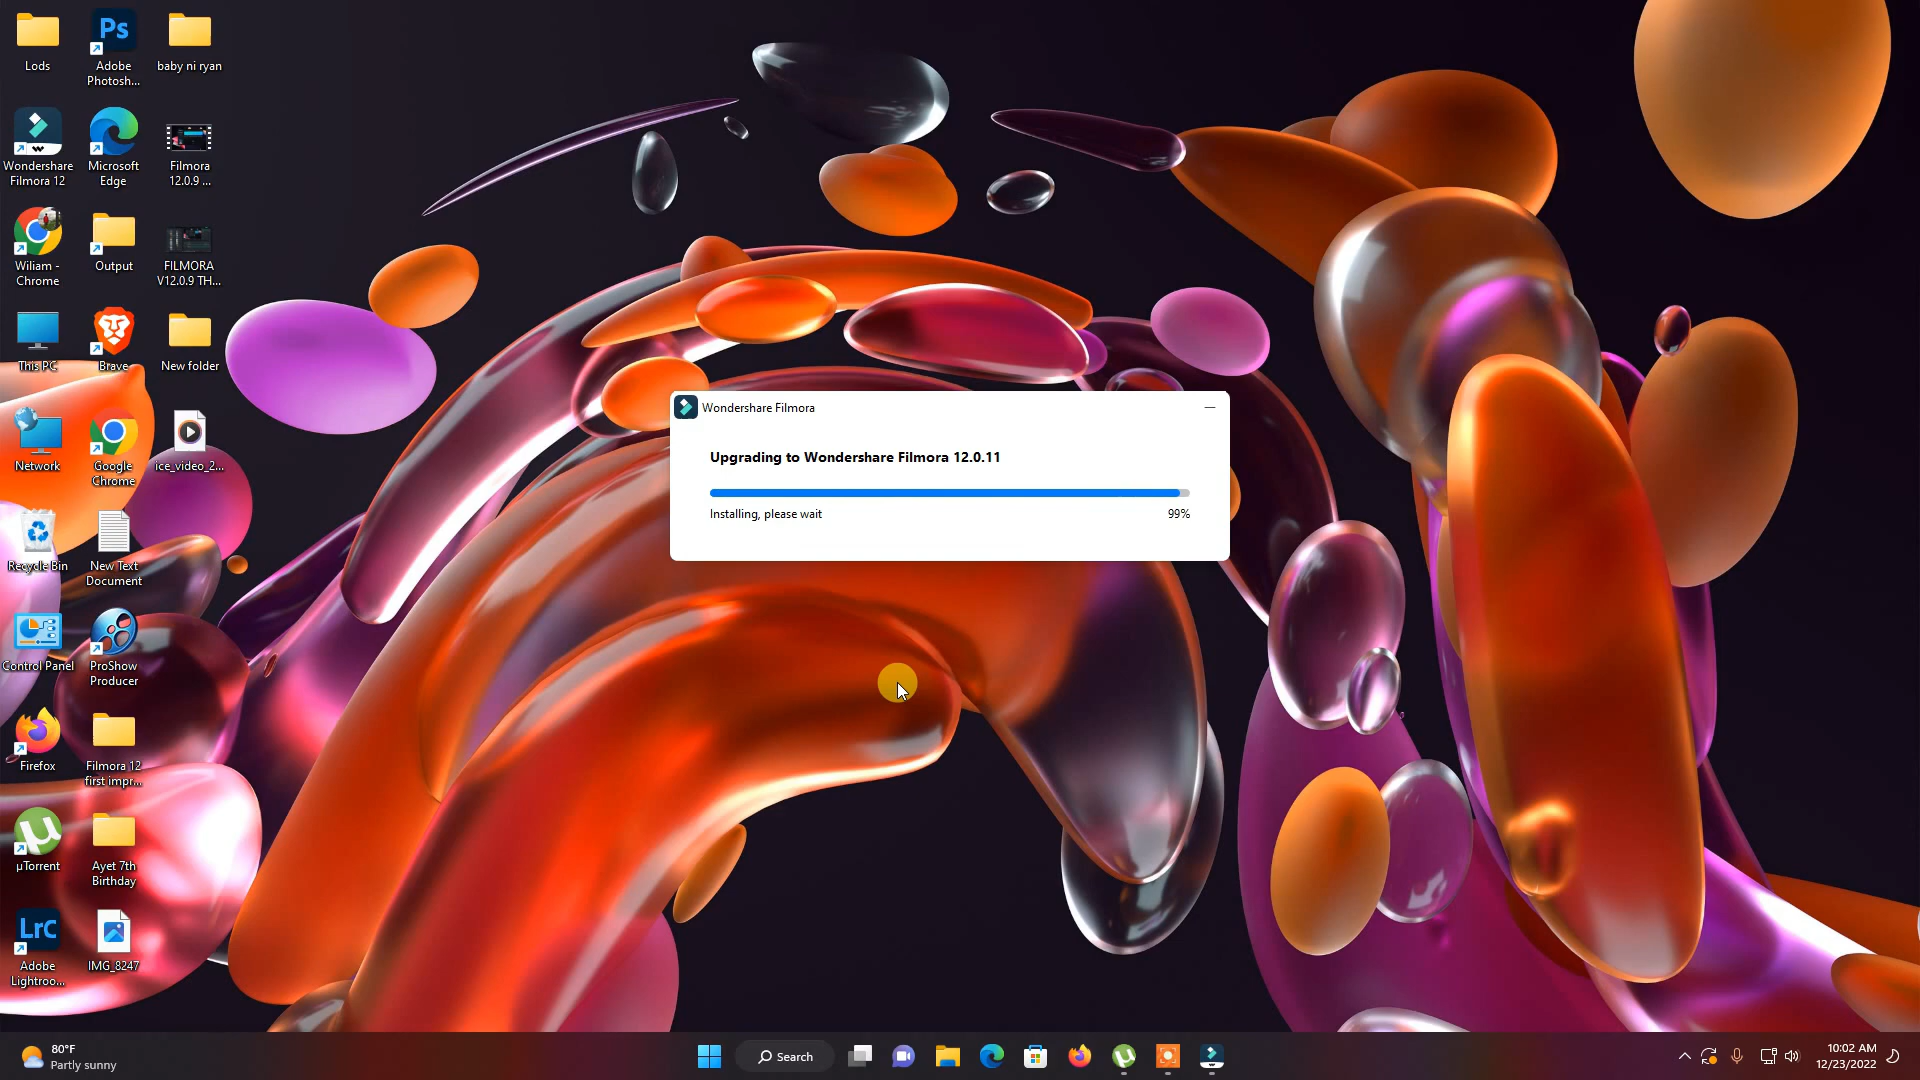 Lods
Ps
Adobe
Photosh...
baby ni ryan
Wondershare
Filmora 12
Microsoft
Edge
Filmora
12.0.9 ...
Wiliam -
Chrome
Output
FILMORA
V12.0.9 TH...
This PC
Brave
New folder
Network
Google
Chrome
ice_video_2...
Recycle Bin
New Text
Document
Control Panel
ProShow
Producer
Firefox
Filmora 12
first impr...
µTorrent
Ayet 7th
Birthday
LrC
Adobe
Lightroo...
IMG_8247
Wondershare Filmora
Upgrading to Wondershare Filmora 12.0.11
Installing, please wait 99%
80°F
Partly sunny
Search
10:02 AM
12/23/2022